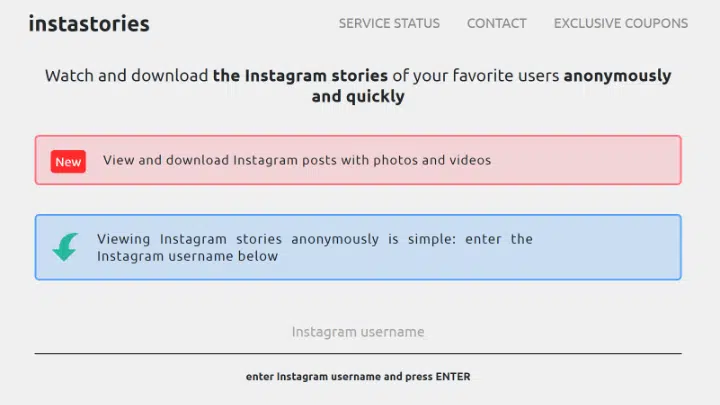 instastories
SERVICE STATUS CONTACT EXCLUSIVE COUPONS
Watch and download the Instagram stories of your favorite users anonymously
and quickly
New View and download Instagram posts with photos and videos
Viewing Instagram stories anonymously is simple: enter the
Instagram username below
Instagram username
enter Instagram username and press ENTER